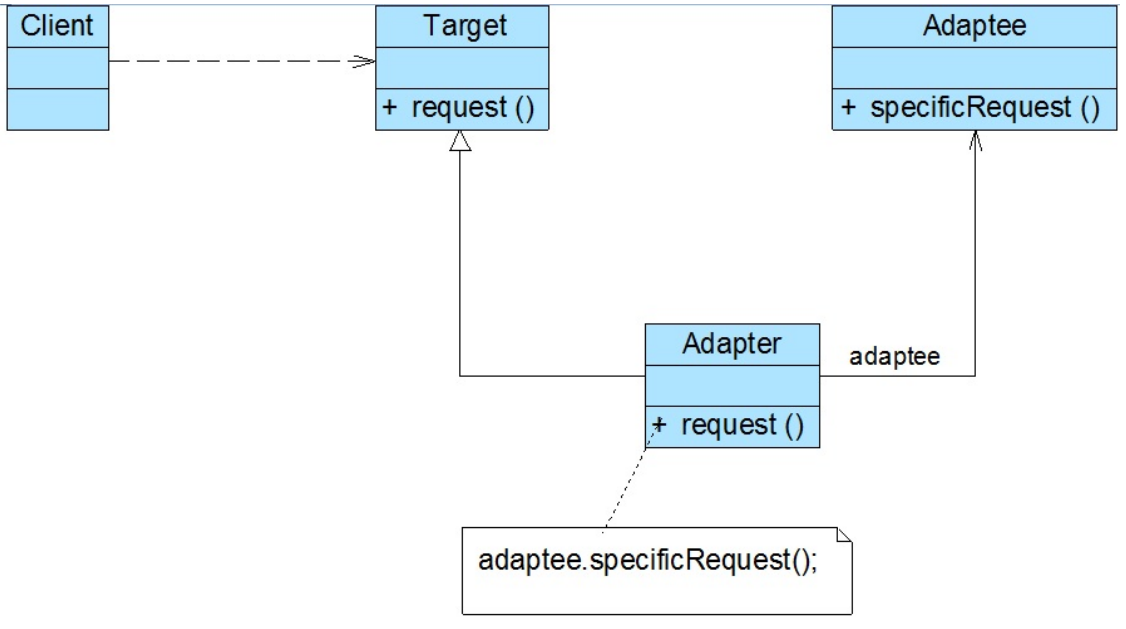 Client
Target
+ request ()
Adaptee
+ specificRequest ()
Adapter
+ request ()
adaptee
adaptee.specificRequest();